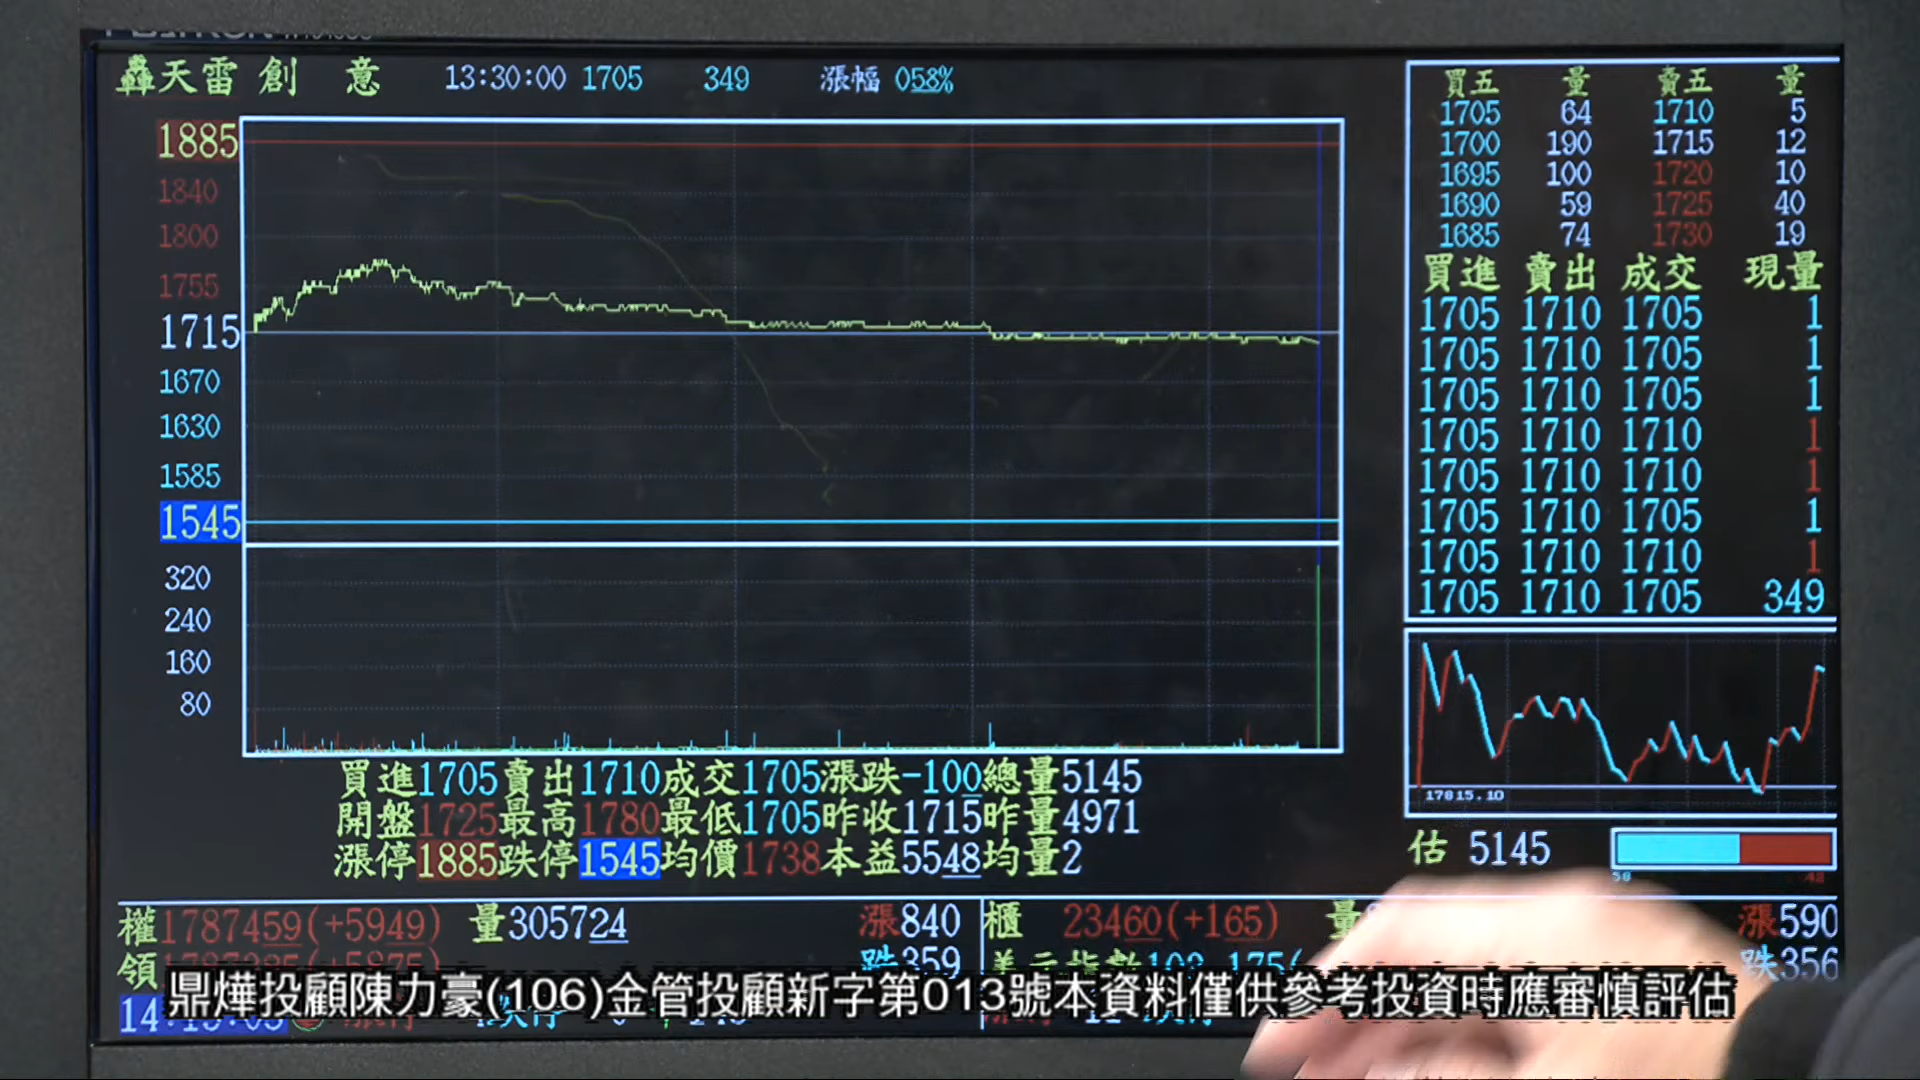 轟天雷 創 意 13:30:00 1705 349 漲幅 058%
1885
1840
1800
1755
1715
1670
1630
1585
1545
320
240
160
80
買五 量 賣五 量
1705 64 1710 5
1700 190 1715 12
1695 100 1720 10
1690 59 1725 40
1685 74 1730 19
買進 賣出 成交 現量
1705 1710 1705 1
1705 1710 1705 1
1705 1710 1705 1
1705 1710 1710 1
1705 1710 1710 1
1705 1710 1705 1
1705 1710 1710 1
1705 1710 1705 349
17815.10
估 5145
58 42
買進1705賣出1710成交1705漲跌-100總量5145
開盤1725最高1780最低1705昨收1715昨量4971
漲停1885跌停1545均價1738本益5548均量2
權1787459(+5949) 量305724 漲840 櫃 23460(+165) 量 漲590
領 跌359 跌356
鼎燁投顧陳力豪(106)金管投顧新字第013號本資料僅供參考投資時應審慎評估